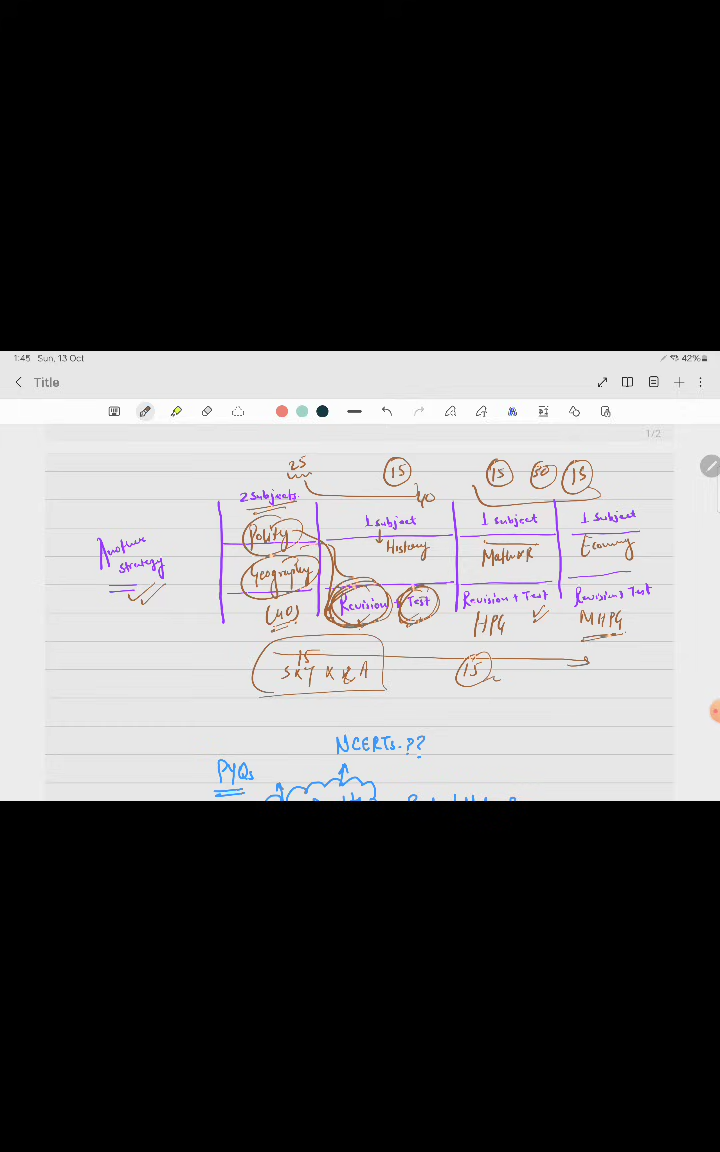 1:45 Sun, 13 Oct
42%
Title
1/2
25
15
15
30
15
40
2 Subjects
1 Subject
1 Subject
1 Subject
Another strategy
Polity
History
Economy
Geography
Revision + Test
Revision + Test
Revision + Test
(40)
HPG
MHPG
15
15
NCERTs.??
PYQs